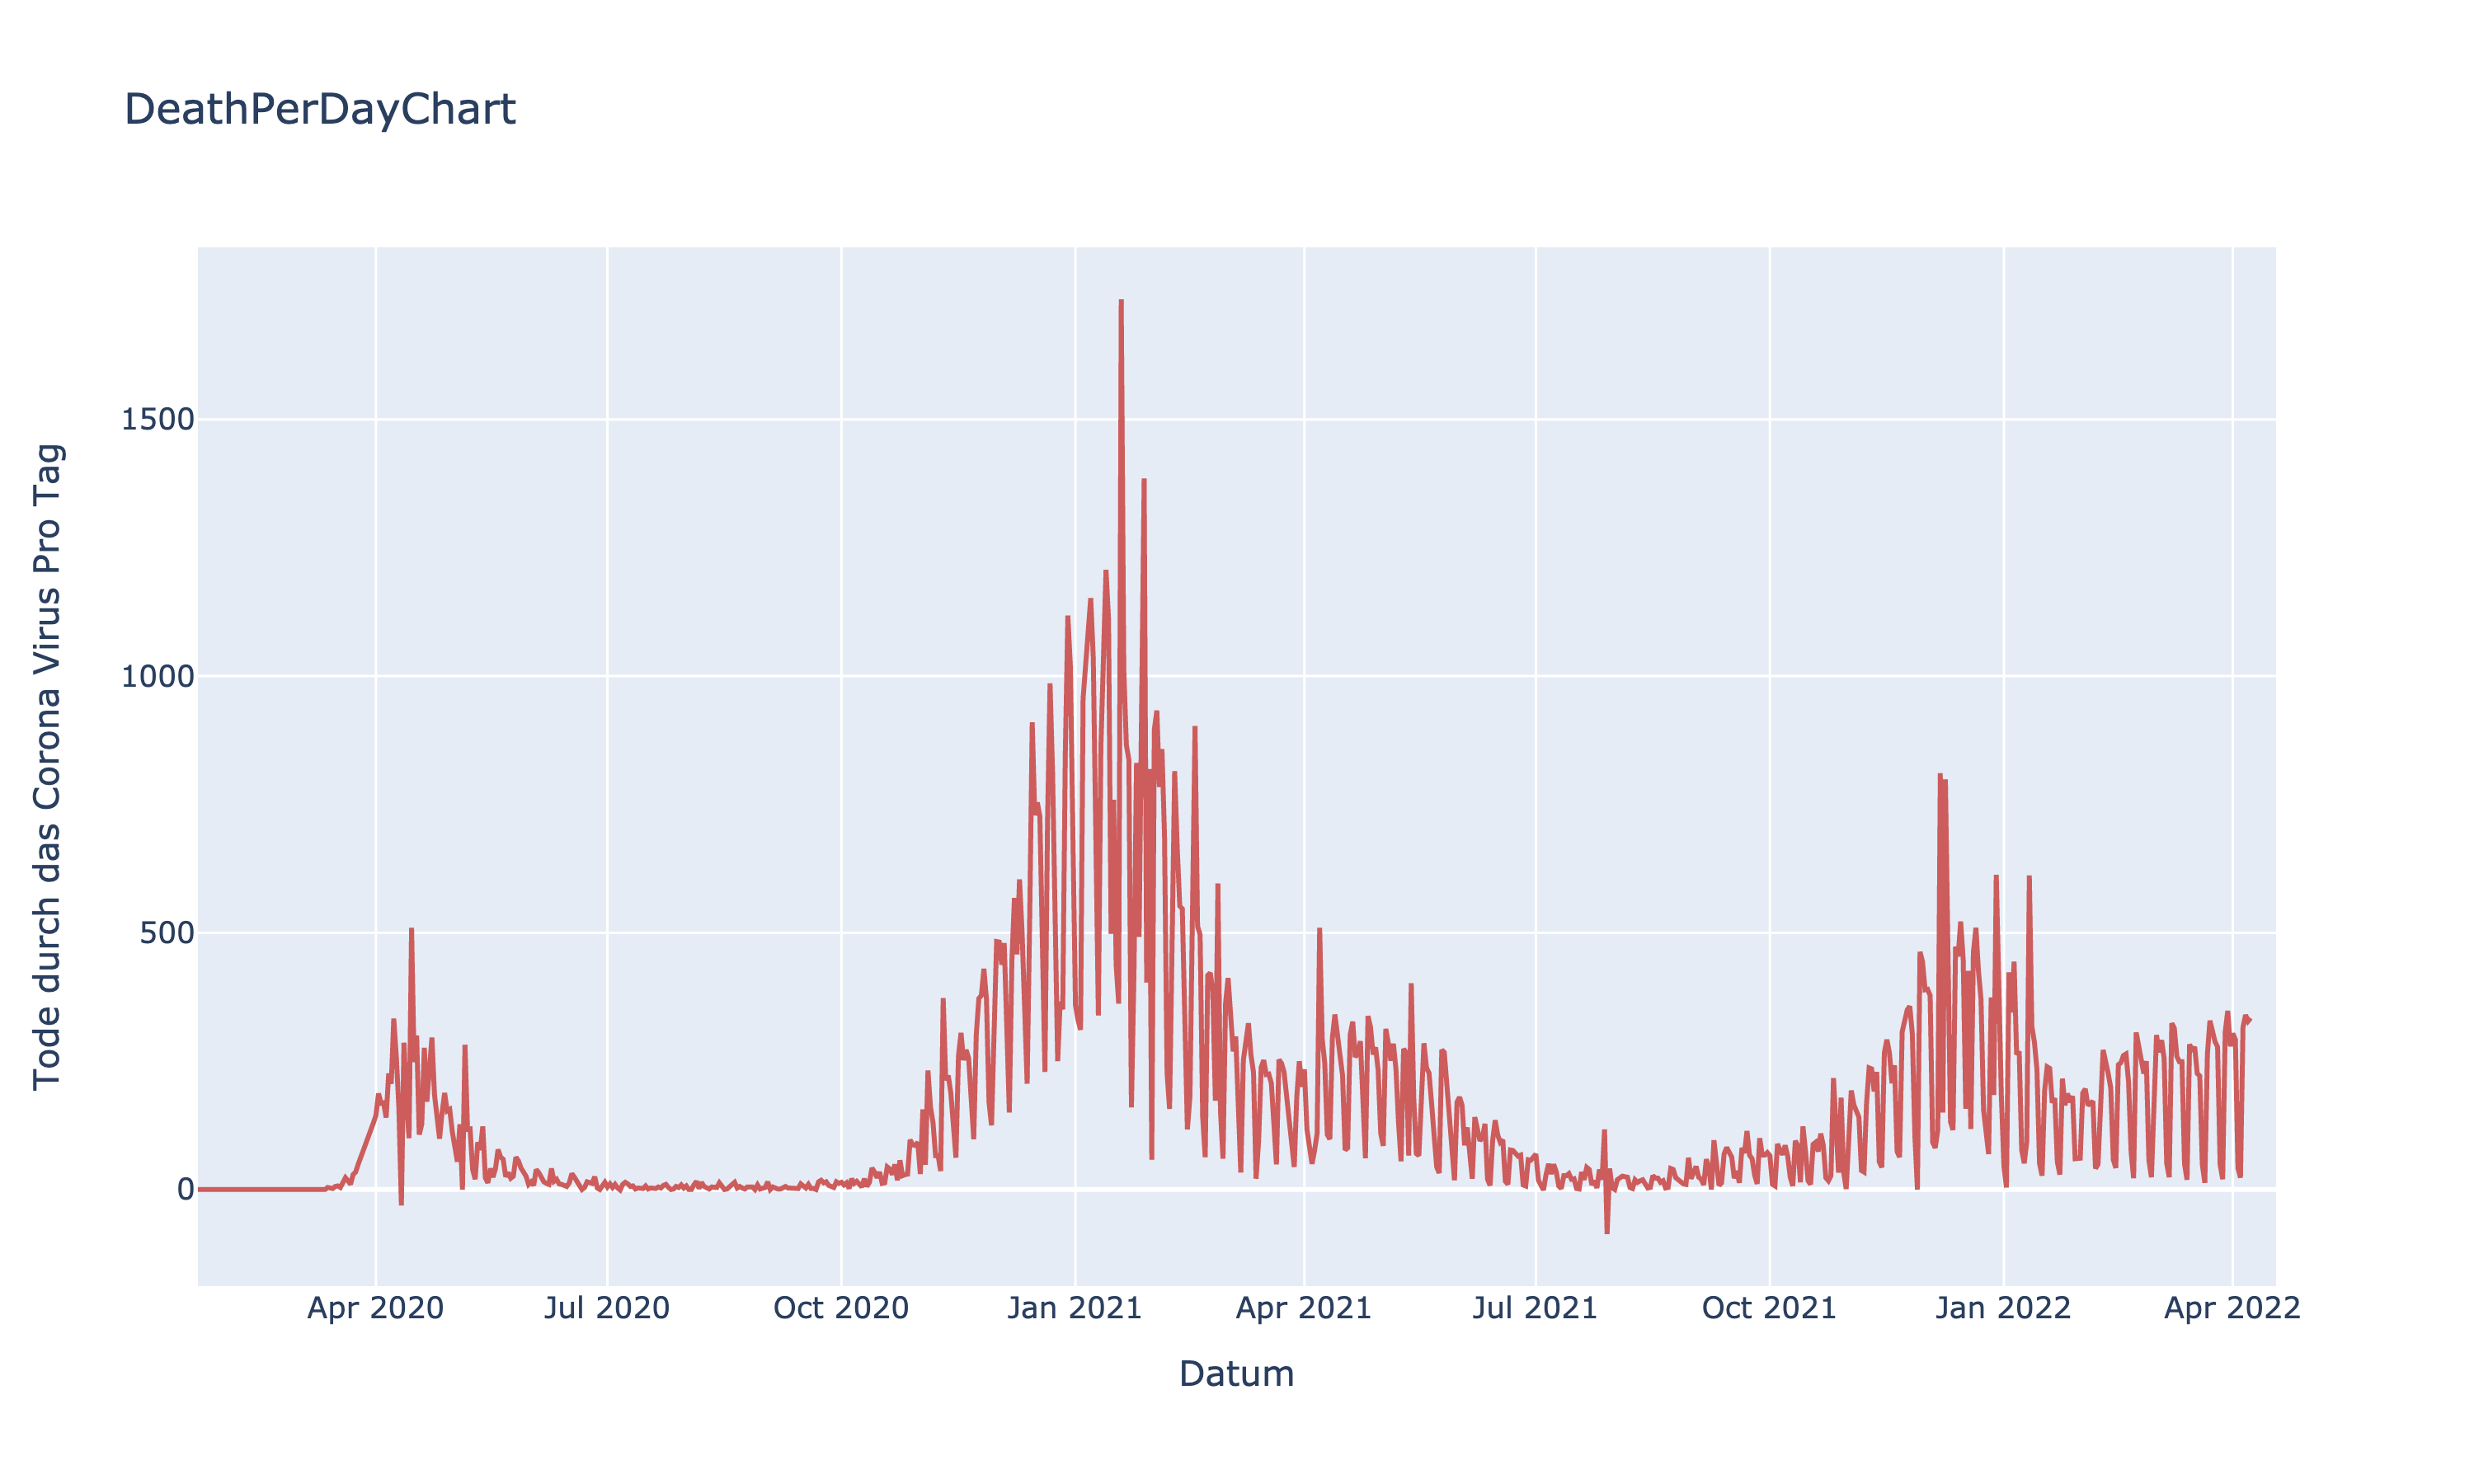 DeathPerDayChart
Tode durch das Corona Virus Pro Tag
1500
1000
500
0
Apr 2020
Jul 2020
Oct 2020
Jan 2021
Apr 2021
Jul 2021
Oct 2021
Jan 2022
Apr 2022
Datum